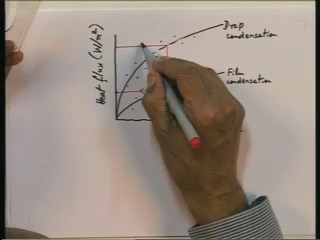 Drop
condensation
Heat flux (W/m²)
Film
condensation